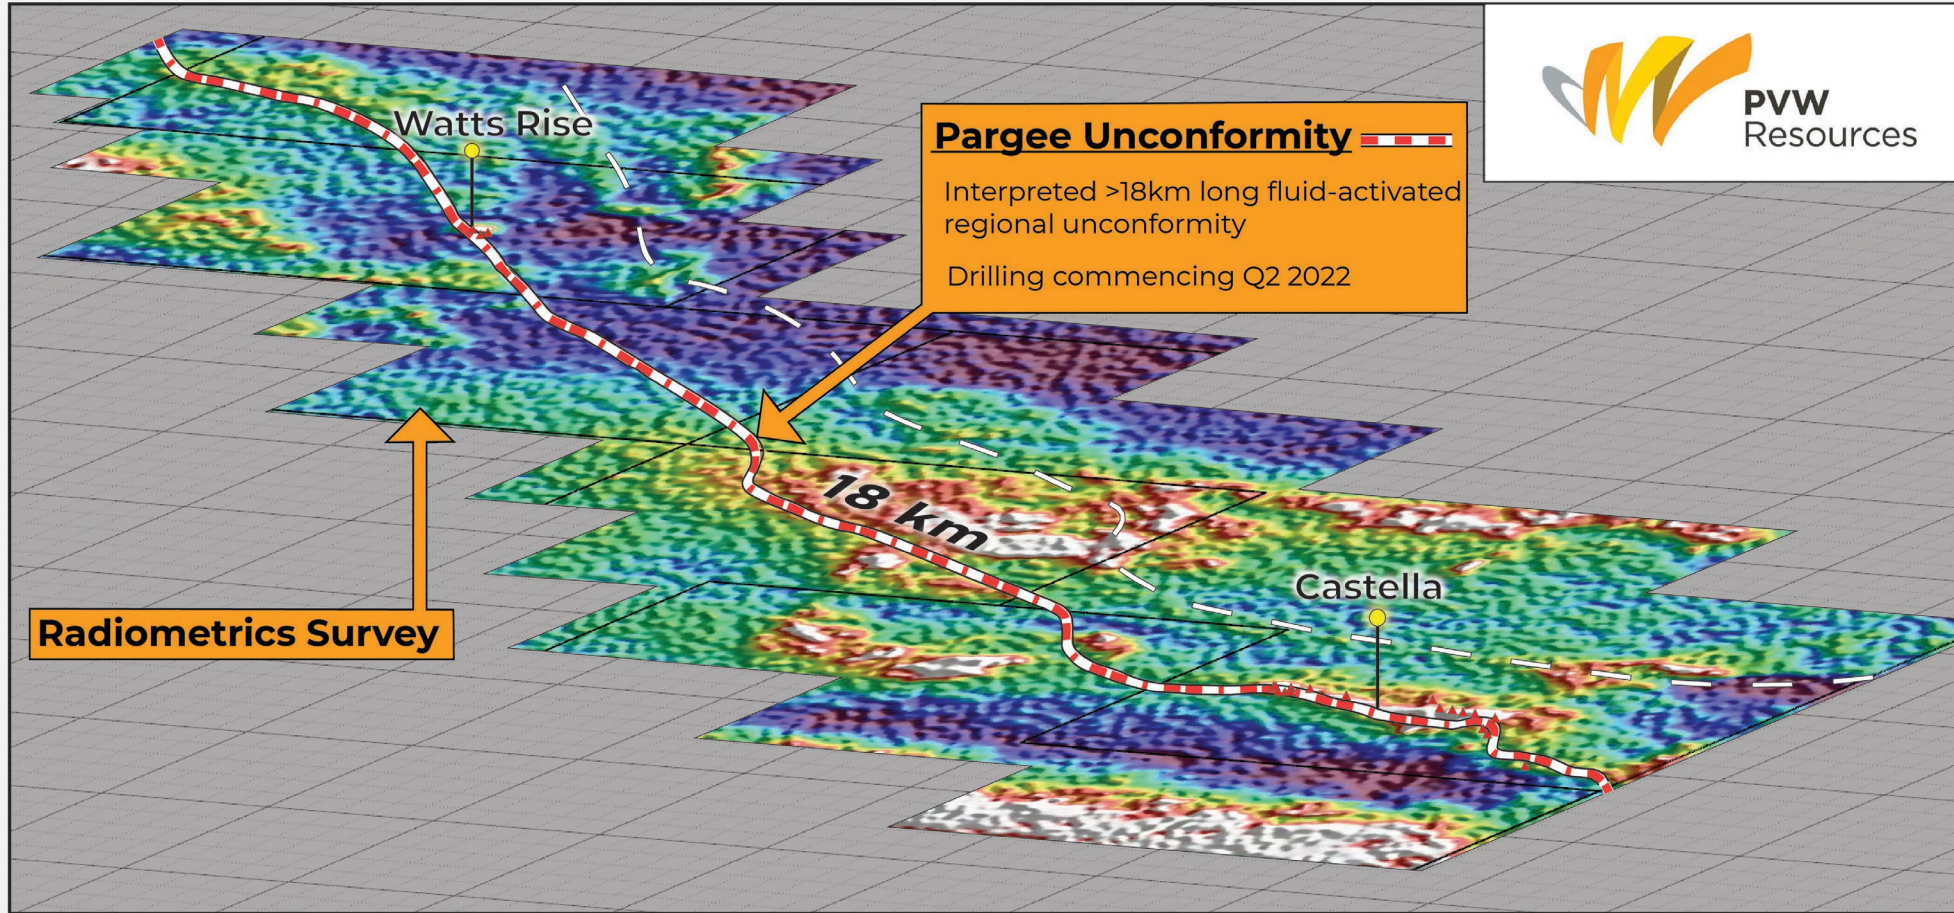 PVW
Resources
Watts Rise
Pargee Unconformity
Interpreted >18km long fluid-activated
regional unconformity
Drilling commencing Q2 2022
18 km
Castella
Radiometrics Survey